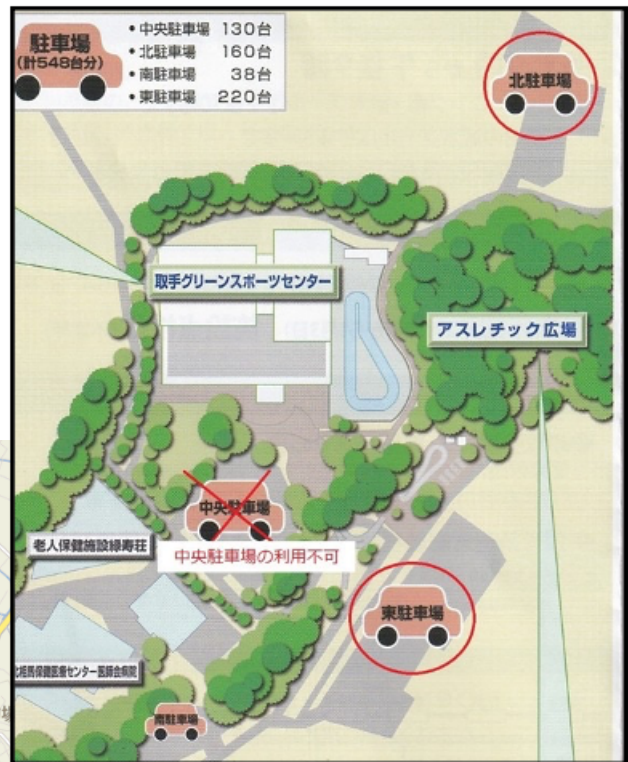 駐車場
(計548台分)
• 中央駐車場 130台
• 北駐車場 160台
• 南駐車場 38台
• 東駐車場 220台
北駐車場
取手グリーンスポーツセンター
アスレチック広場
中央駐車場
中央駐車場の利用不可
老人保健施設緑寿荘
東駐車場
北相馬保健医療センター医師会病院
南駐車場